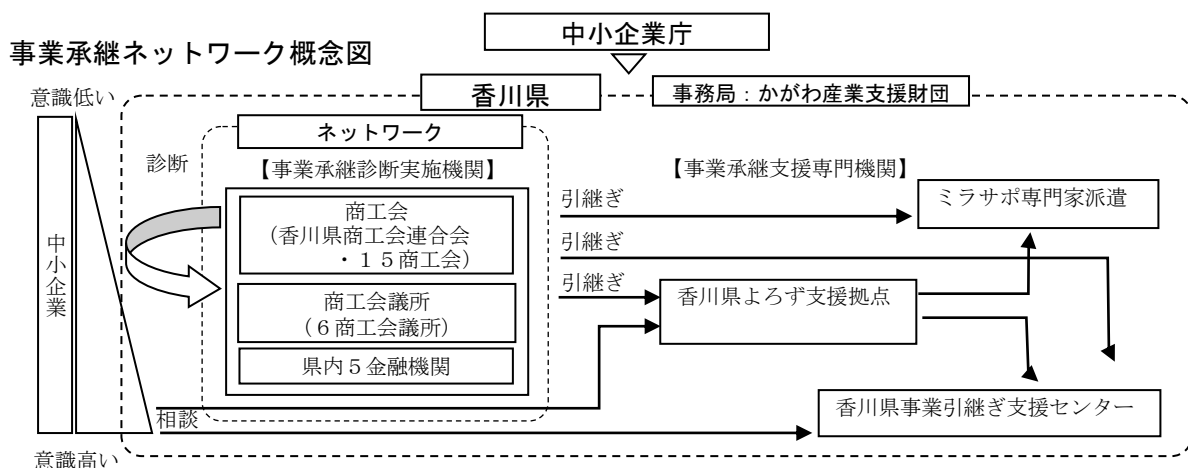 中小企業庁
事業承継ネットワーク概念図
意識低い
香川県
事務局：かがわ産業支援財団
ネットワーク
診断
【事業承継診断実施機関】
【事業承継支援専門機関】
中小企業
商工会
（香川県商工会連合会
・１５商工会）
商工会議所
（６商工会議所）
県内５金融機関
引継ぎ
引継ぎ
引継ぎ
ミラサポ専門家派遣
香川県よろず支援拠点
香川県事業引継ぎ支援センター
相談
意識高い